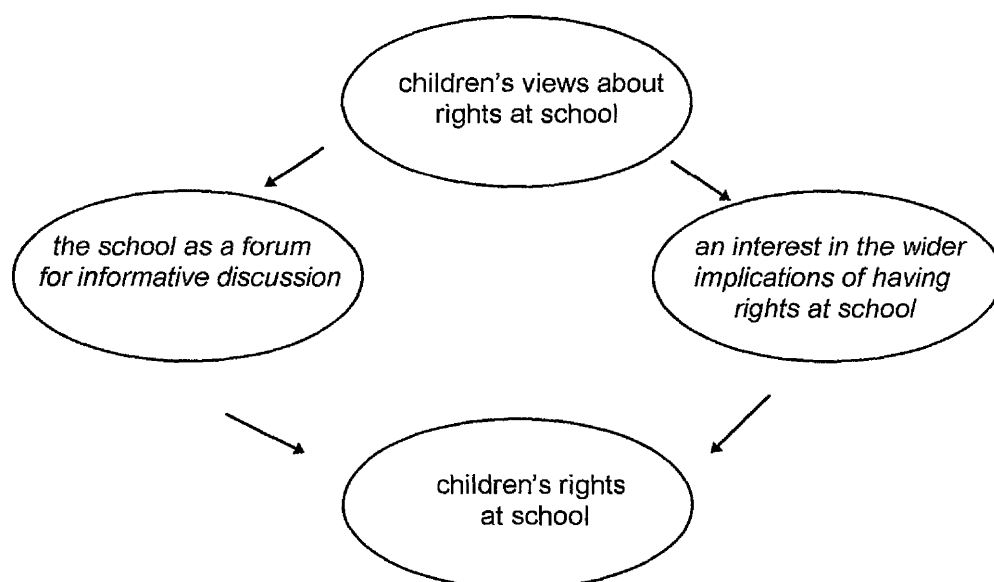 children's views about
rights at school
the school as a forum
for informative discussion
an interest in the wider
implications of having
rights at school
children's rights
at school